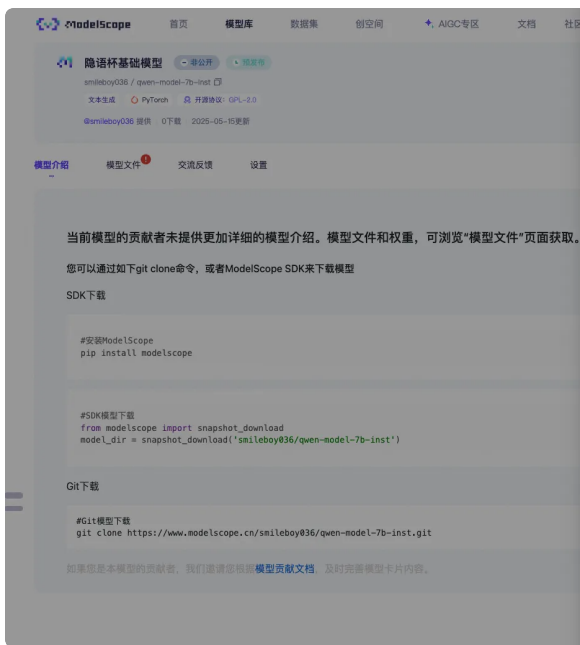 ModelScope 首页 模型库 数据集 创空间 AIGC专区 文档 社区
隐语杯基础模型 非公开 预发布
smileboy036 / qwen-model-7b-inst
文本生成 PyTorch 开源协议: GPL-2.0
@smileboy036 提供 0下载 2025-05-15更新
模型介绍 模型文件 交流反馈 设置
当前模型的贡献者未提供更加详细的模型介绍。模型文件和权重，可浏览“模型文件”页面获取。
您可以通过如下git clone命令，或者ModelScope SDK来下载模型
SDK下载
#安装ModelScope
pip install modelscope
#SDK模型下载
from modelscope import snapshot_download
model_dir = snapshot_download('smileboy036/qwen-model-7b-inst')
Git下载
#Git模型下载
git clone https://www.modelscope.cn/smileboy036/qwen-model-7b-inst.git
如果您是本模型的贡献者，我们邀请您根据模型贡献文档，及时完善模型卡片内容。